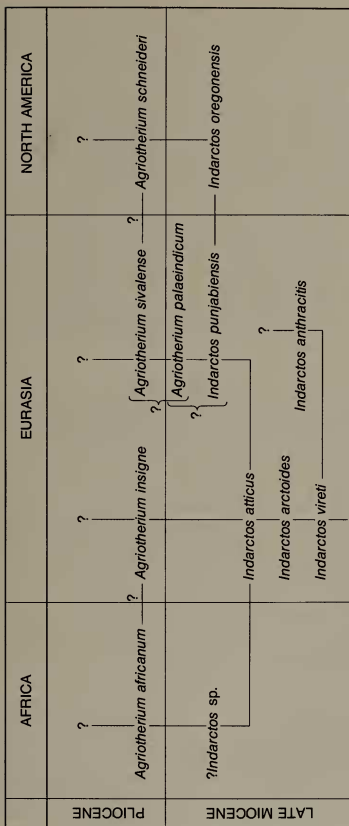 AFRICA
EURASIA
NORTH AMERICA
PLIOCENE
?
?
?
?
Agriotherium africanum
?
Agriotherium insigne
Agriotherium sivalense
?
Agriotherium schneideri
?
LATE MIOCENE
Agriotherium palaeindicum
?
?Indarctos sp.
Indarctos punjabiensis
Indarctos oregonensis
Indarctos atticus
Indarctos arctoides
?
Indarctos vireti
Indarctos anthracitis